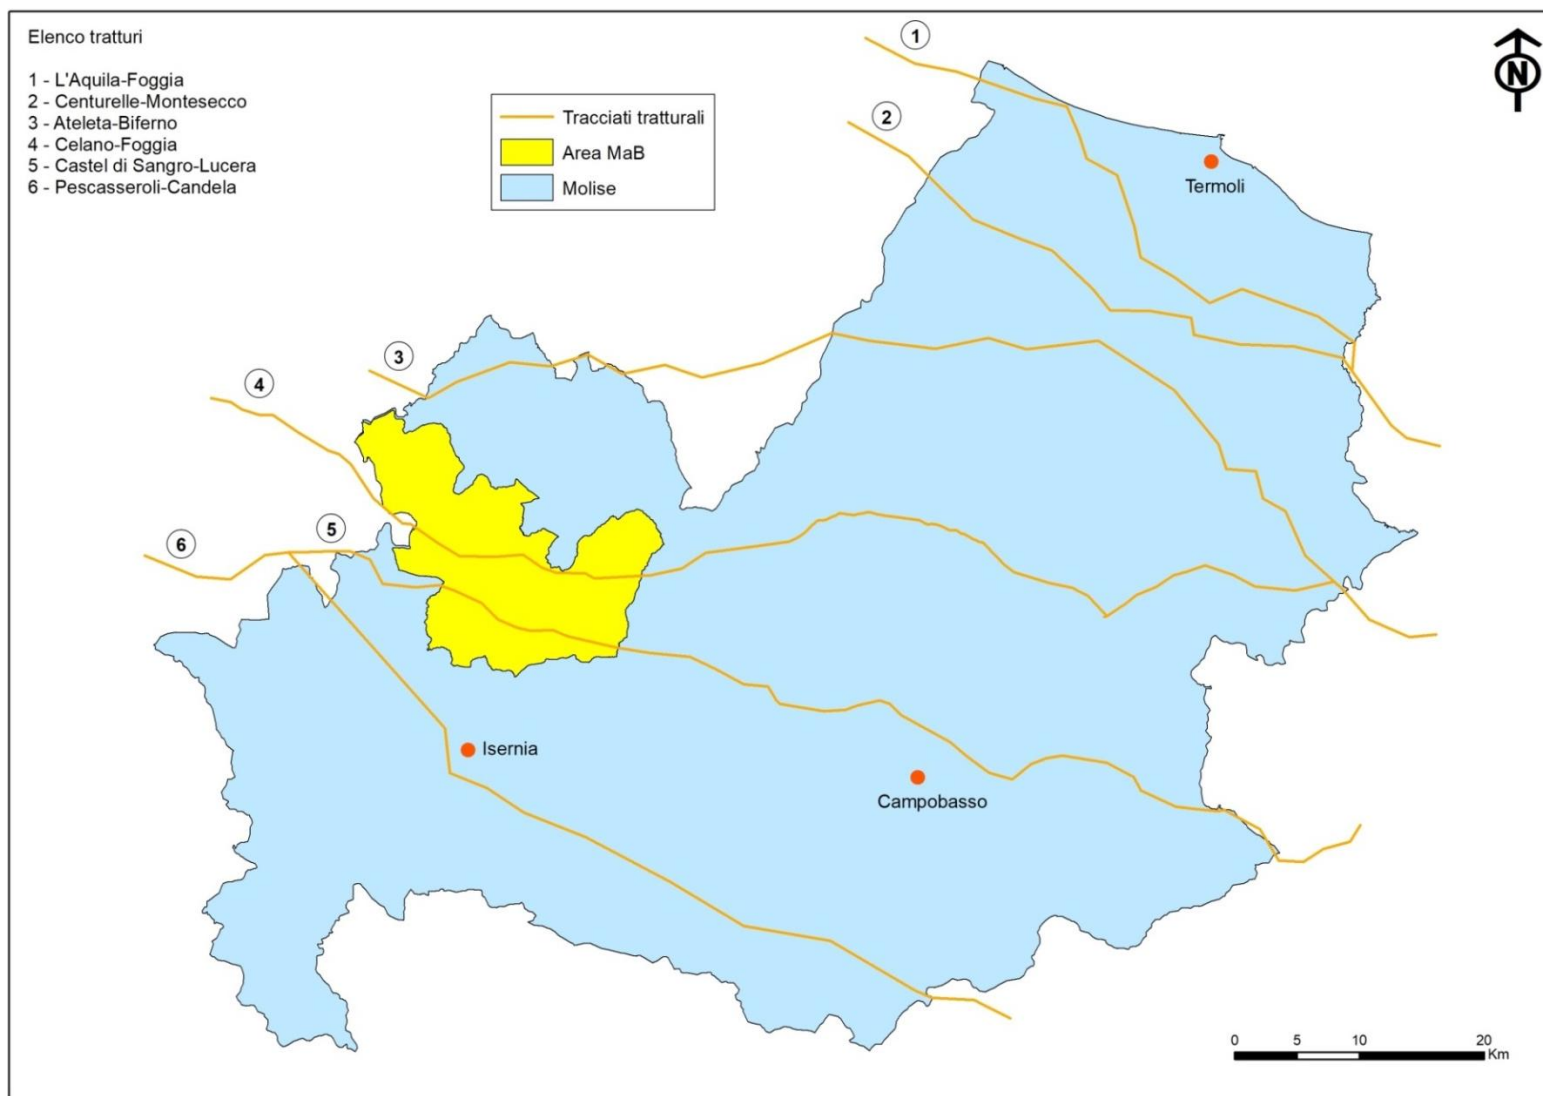 Elenco tratturi
1 - L'Aquila-Foggia
2 - Centurelle-Montesecco
3 - Ateleta-Biferno
4 - Celano-Foggia
5 - Castel di Sangro-Lucera
6 - Pescasseroli-Candela
Tracciati tratturali
Area MaB
Molise
N
1
2
Termoli
3
4
5
6
Isernia
Campobasso
0 5 10 20
Km